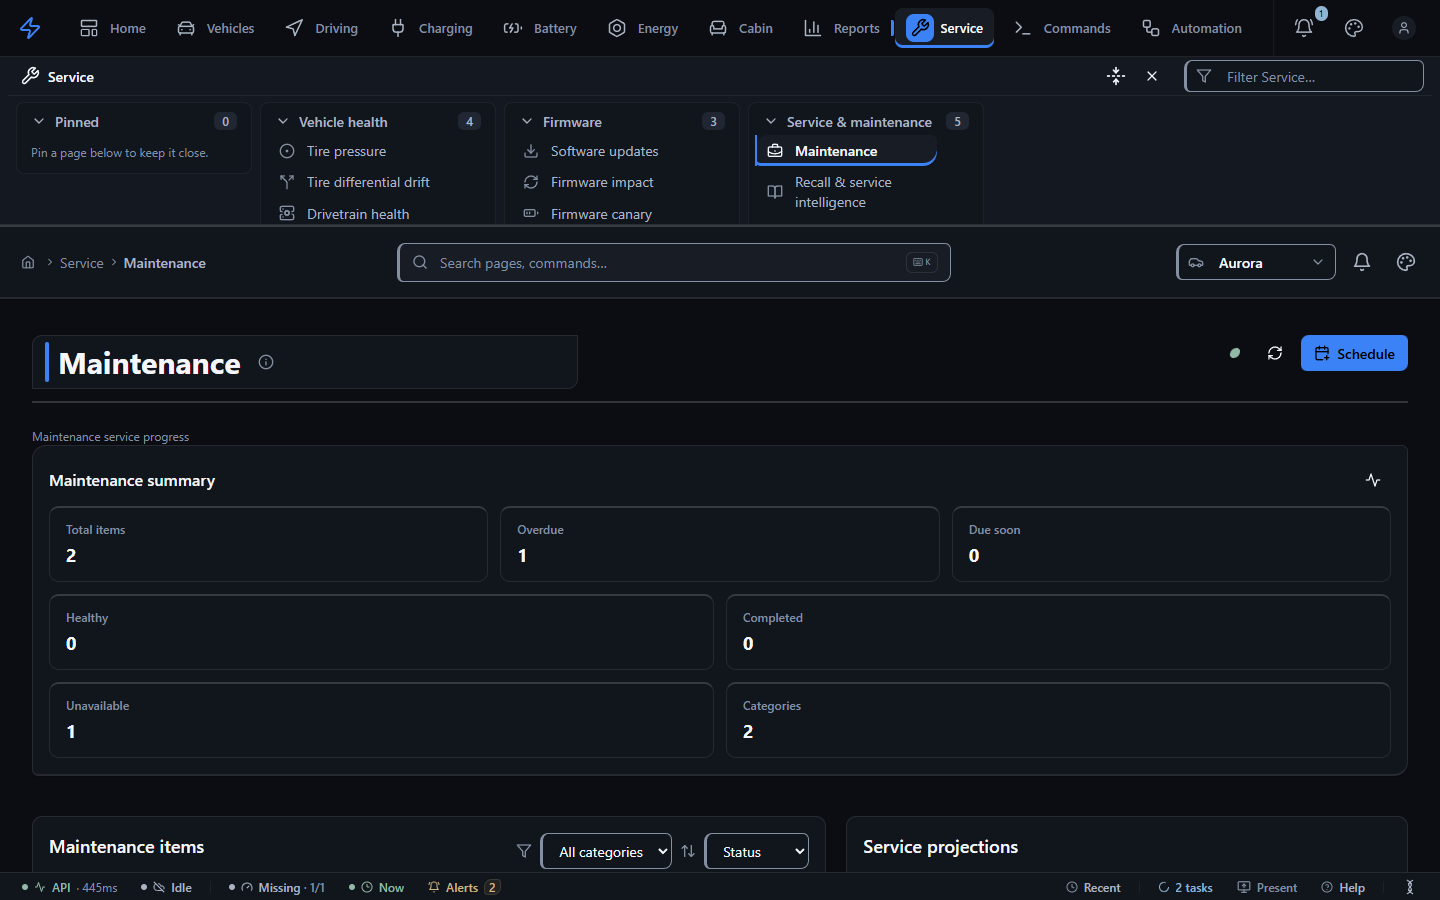 Home
Vehicles
Driving
Charging
Battery
Energy
Cabin
Reports
Service
Commands
Automation
1
Service
Filter Service...
Pinned 0
Pin a page below to keep it close.
Vehicle health 4
Tire pressure
Tire differential drift
Drivetrain health
Firmware 3
Software updates
Firmware impact
Firmware canary
Service & maintenance 5
Maintenance
Recall & service
intelligence
Service
Maintenance
Search pages, commands...
K
Aurora
Maintenance
Schedule
Maintenance service progress
Maintenance summary
Total items
2
Overdue
1
Due soon
0
Healthy
0
Completed
0
Unavailable
1
Categories
2
Maintenance items
All categories
Status
Service projections
API · 445ms
Idle
Missing · 1/1
Now
Alerts 2
Recent
2 tasks
Present
Help